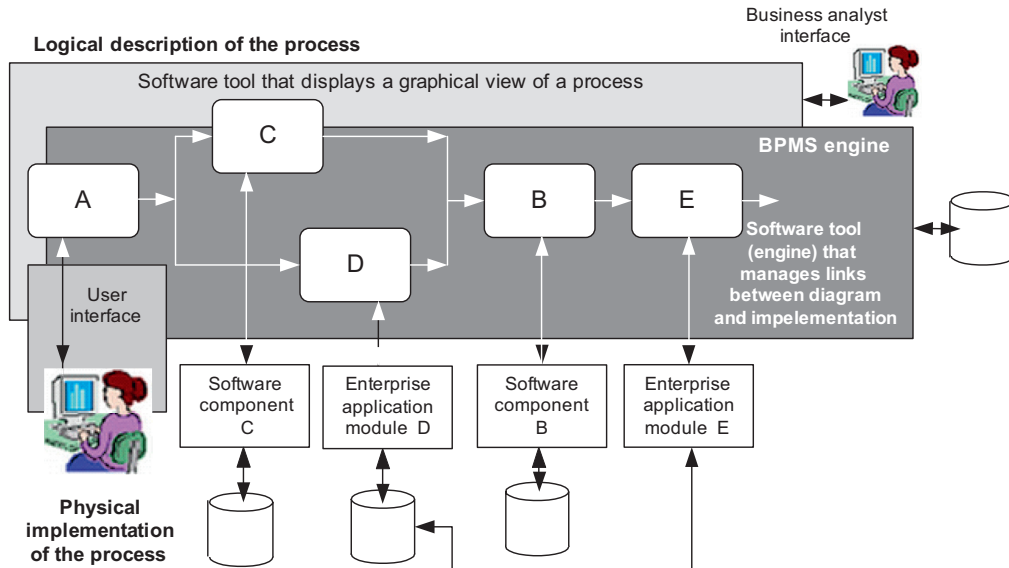 Business analyst
interface
Logical description of the process
Software tool that displays a graphical view of a process
C
BPMS engine
A
B
E
D
Software tool
(engine) that
manages links
between diagram
and impelementation
User
interface
Software
component
C
Enterprise
application
module D
Software
component
B
Enterprise
application
module E
Physical
implementation
of the process